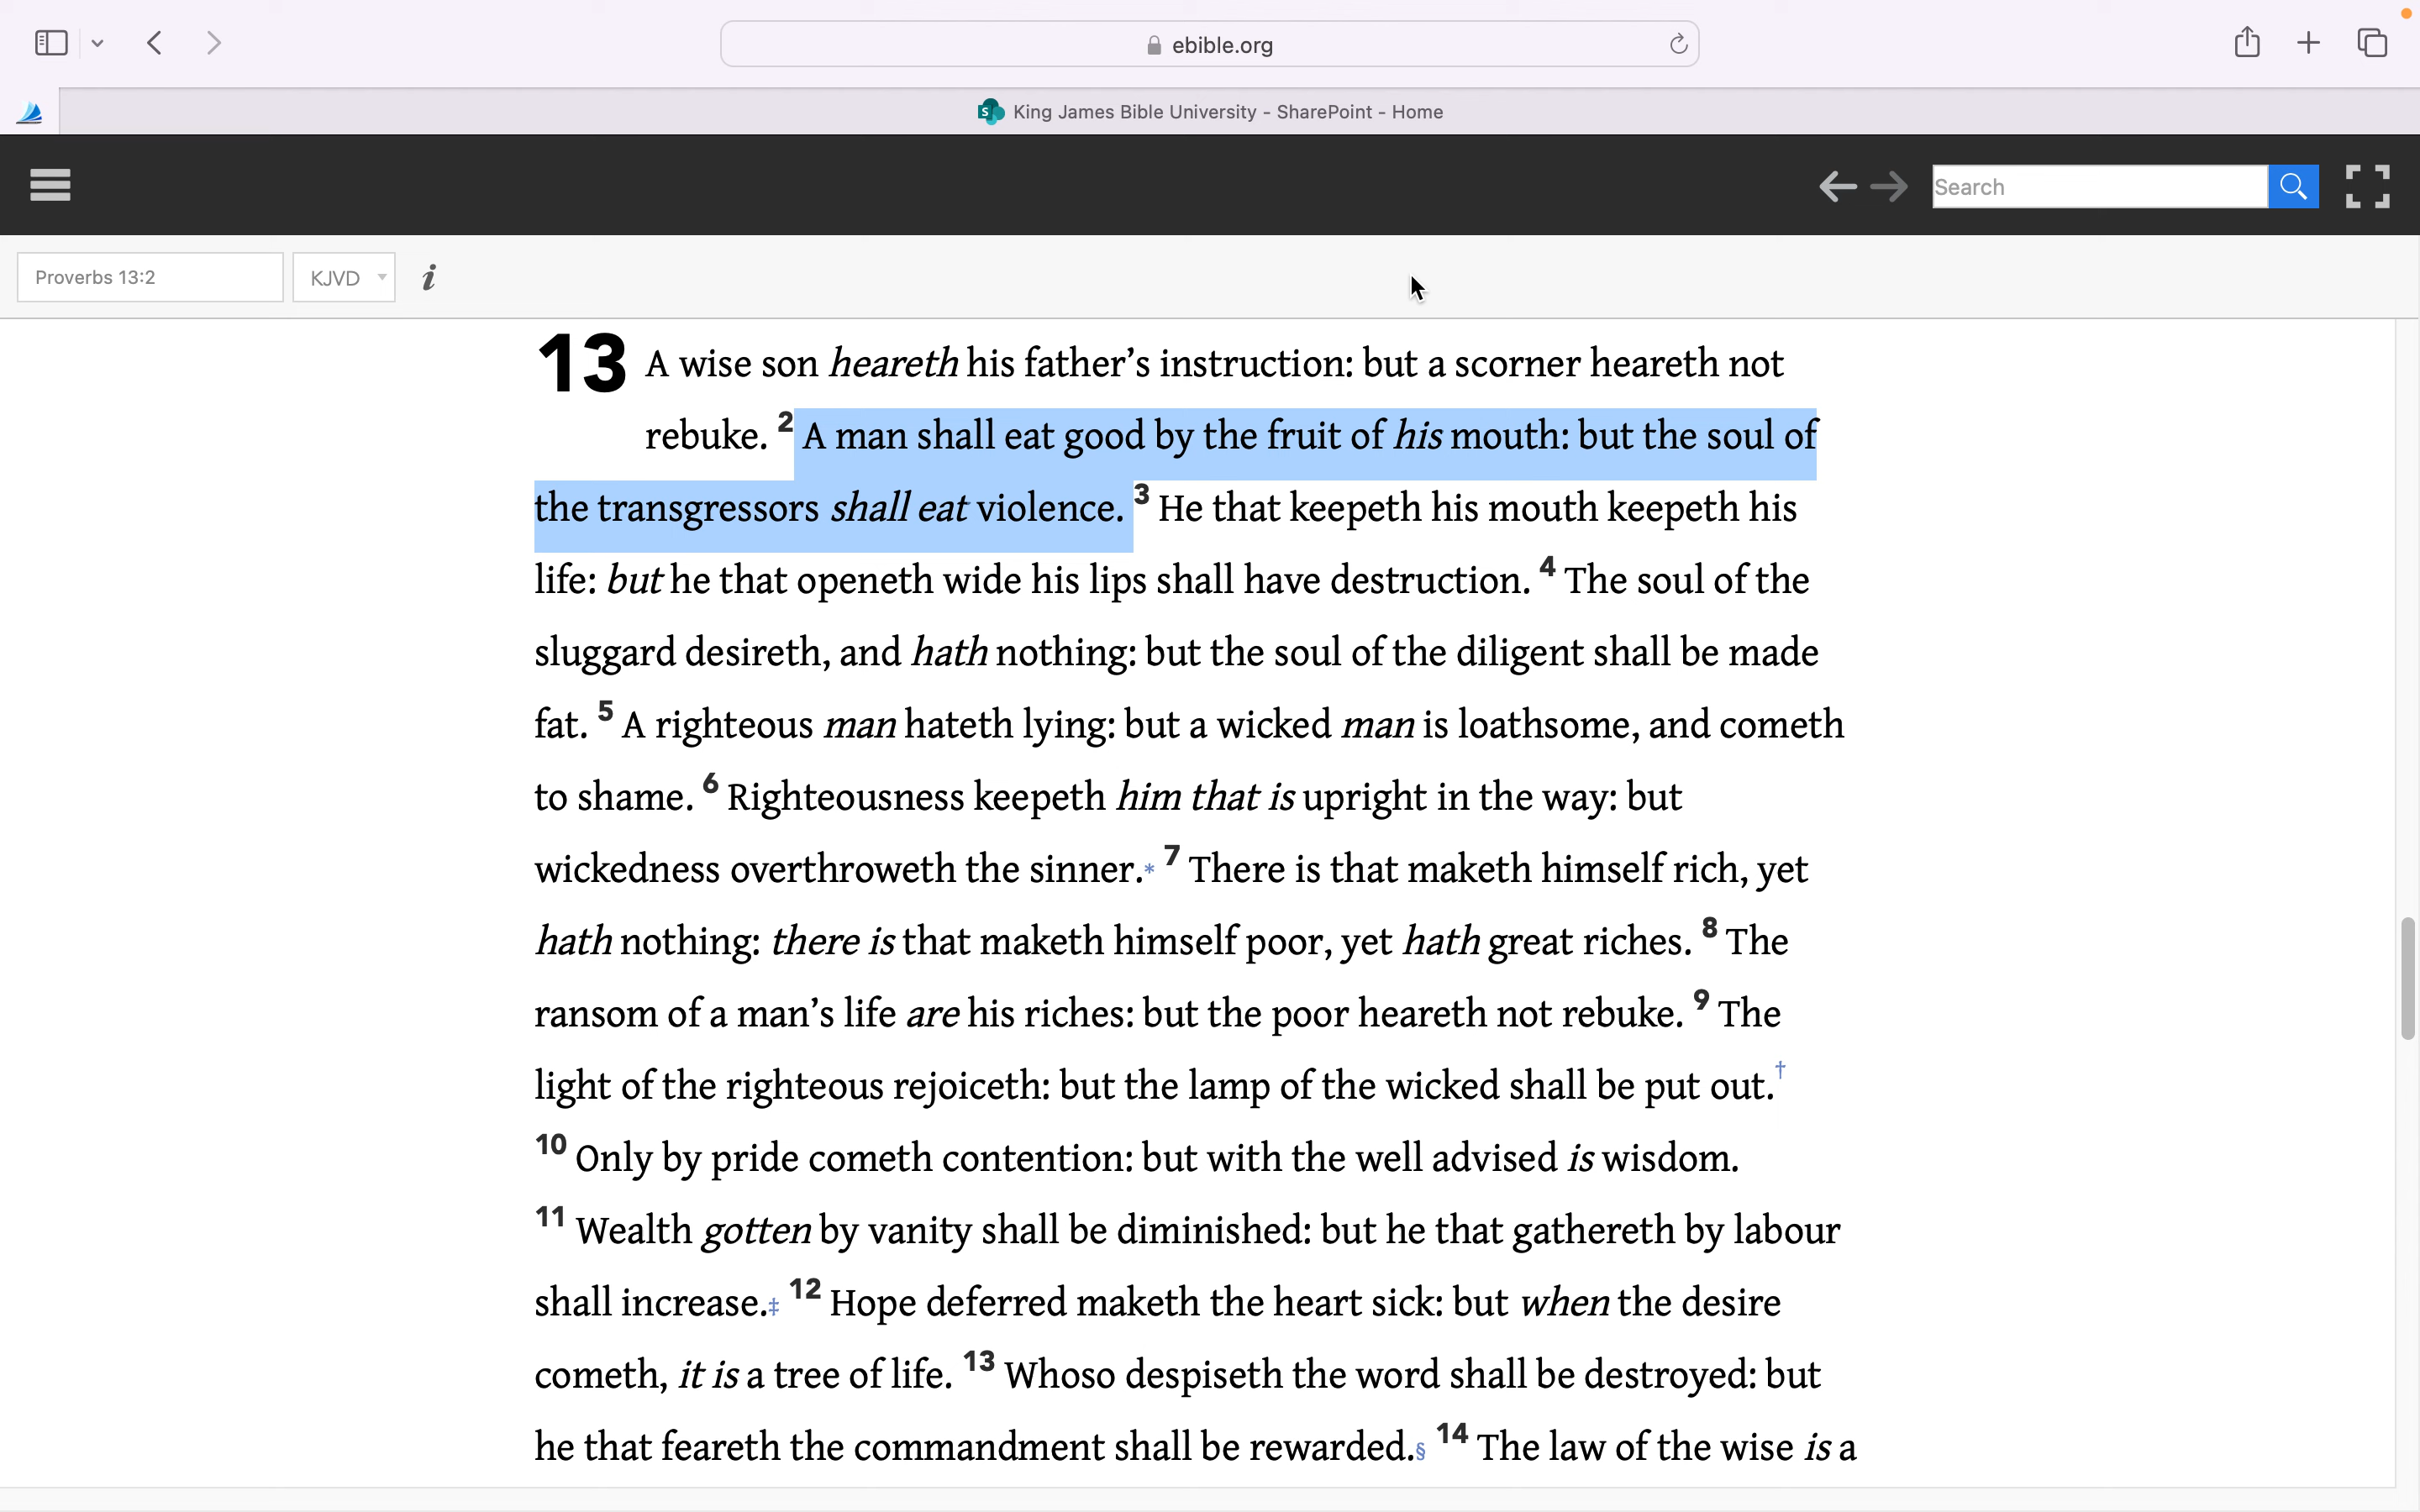 ebible.org
King James Bible University - SharePoint - Home
Search
Proverbs 13:2
KJVD
i
13 A wise son heareth his father’s instruction: but a scorner heareth not
rebuke. 2 A man shall eat good by the fruit of his mouth: but the soul of
the transgressors shall eat violence. 3 He that keepeth his mouth keepeth his
life: but he that openeth wide his lips shall have destruction. 4 The soul of the
sluggard desireth, and hath nothing: but the soul of the diligent shall be made
fat. 5 A righteous man hateth lying: but a wicked man is loathsome, and cometh
to shame. 6 Righteousness keepeth him that is upright in the way: but
wickedness overthroweth the sinner.* 7 There is that maketh himself rich, yet
hath nothing: there is that maketh himself poor, yet hath great riches. 8 The
ransom of a man’s life are his riches: but the poor heareth not rebuke. 9 The
light of the righteous rejoiceth: but the lamp of the wicked shall be put out.†
10 Only by pride cometh contention: but with the well advised is wisdom.
11 Wealth gotten by vanity shall be diminished: but he that gathereth by labour
shall increase.‡ 12 Hope deferred maketh the heart sick: but when the desire
cometh, it is a tree of life. 13 Whoso despiseth the word shall be destroyed: but
he that feareth the commandment shall be rewarded.§ 14 The law of the wise is a